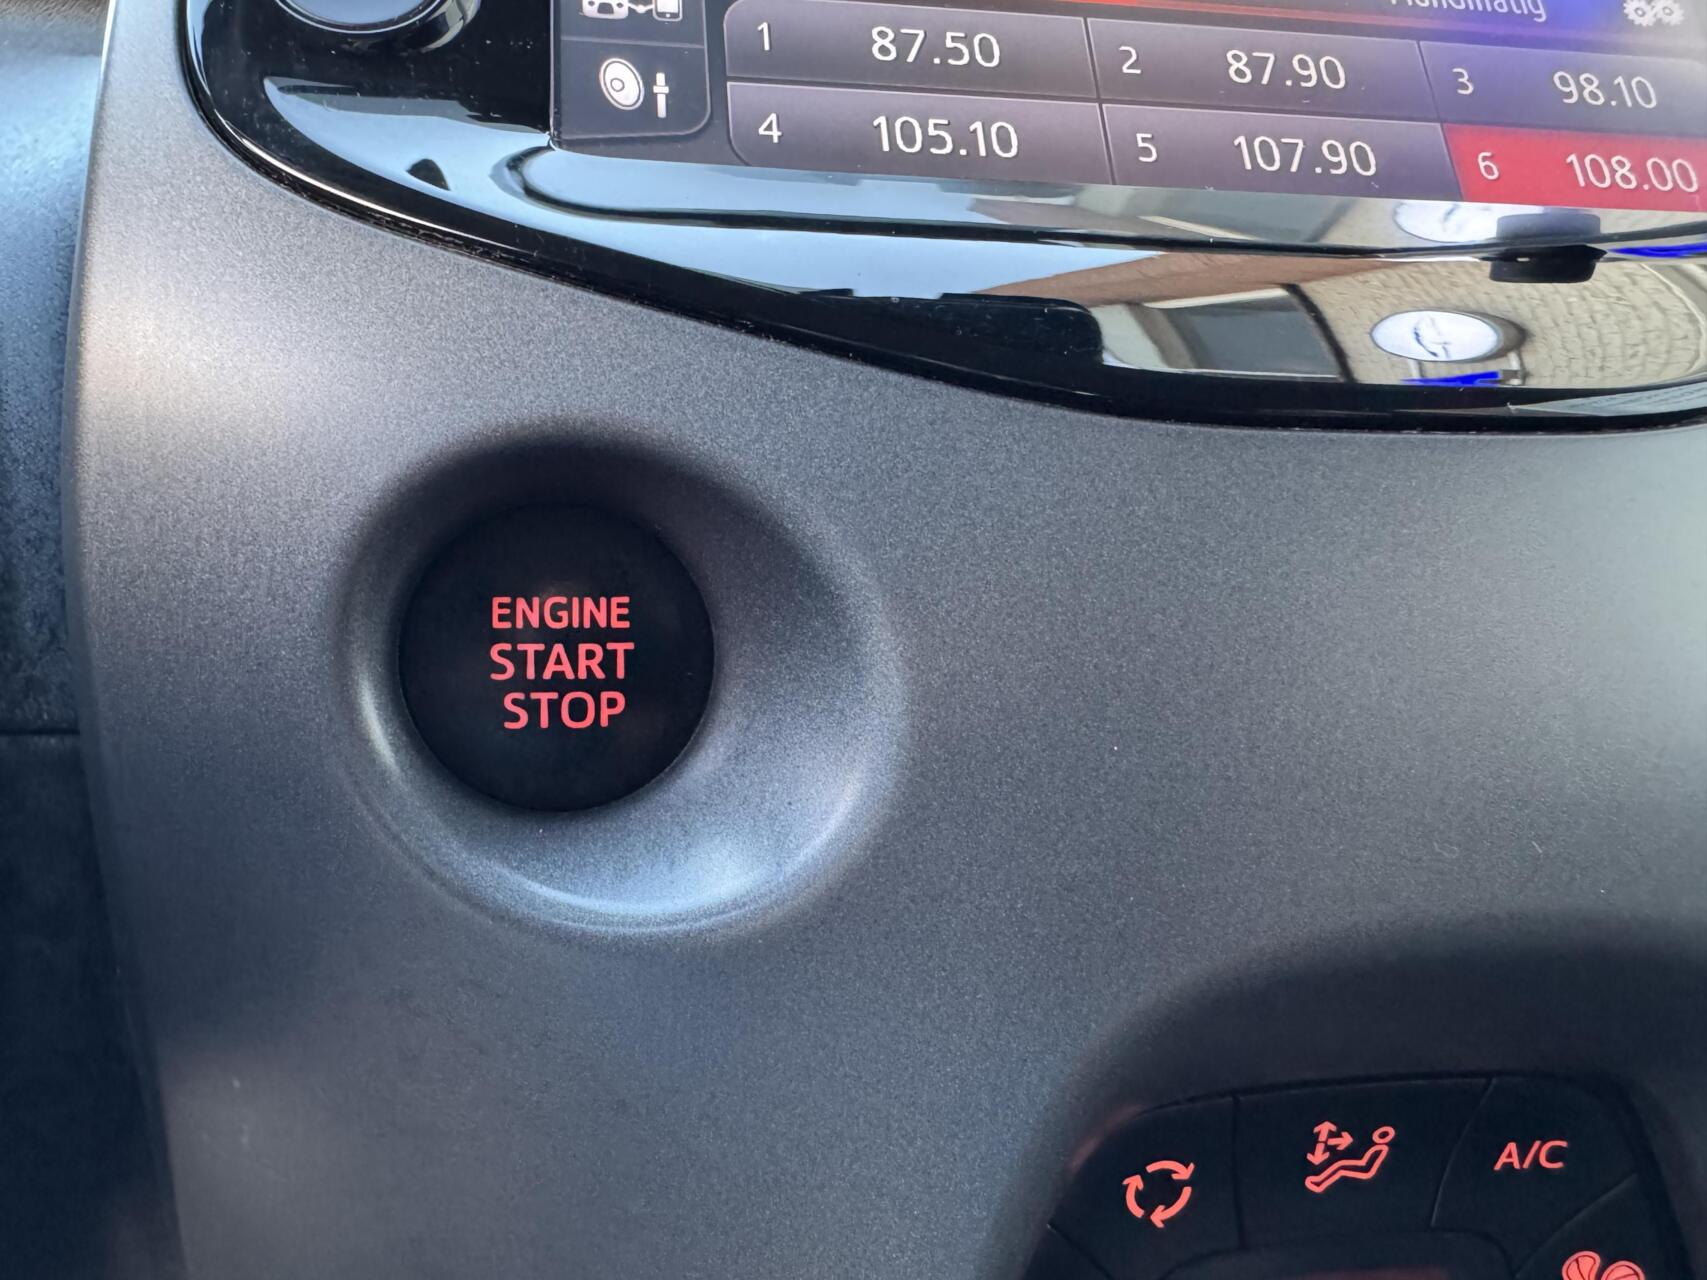 1 87.50 2 87.90 3 98.10
4 105.10 5 107.90 6 108.00
ENGINE
START
STOP
A/C